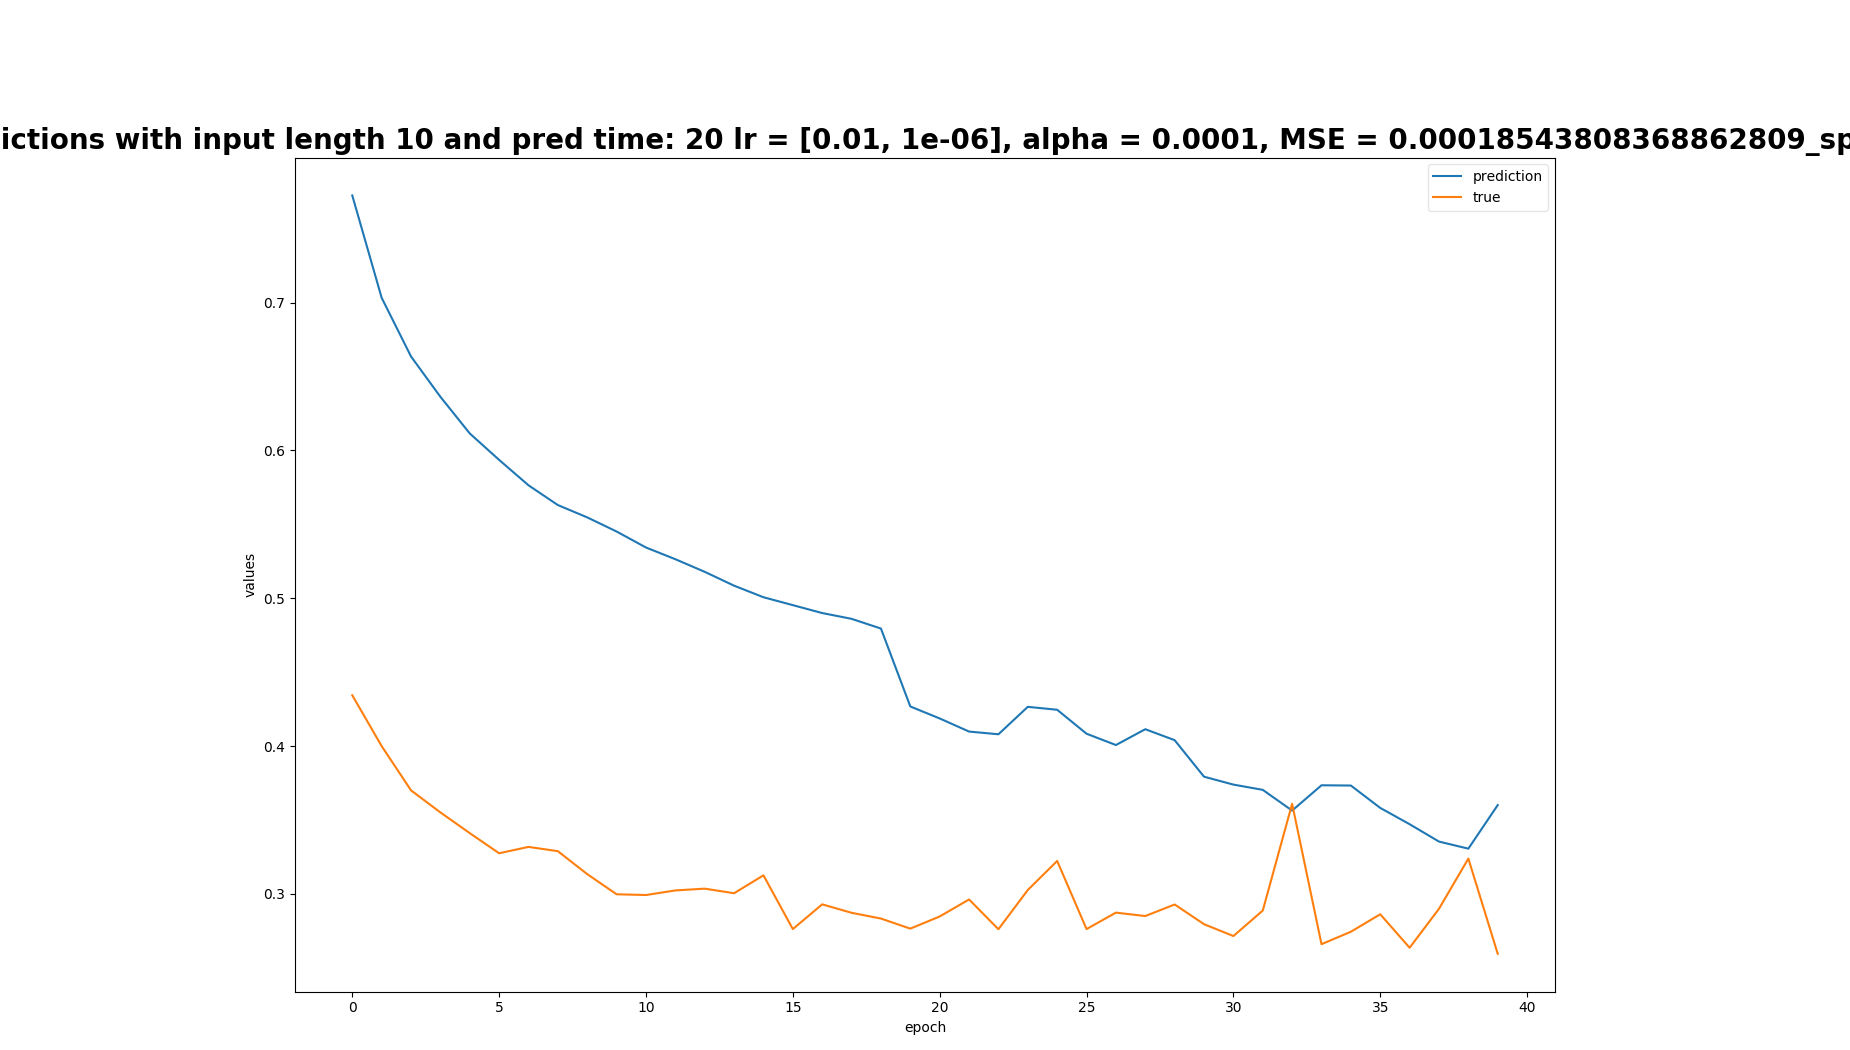 ictions with input length 10 and pred time: 20 lr = [0.01, 1e-06], alpha = 0.0001, MSE = 0.00018543808368862809_sp
prediction
true
0.7
0.6
0.5
0.4
0.3
values
0 5 10 15 20 25 30 35 40
epoch